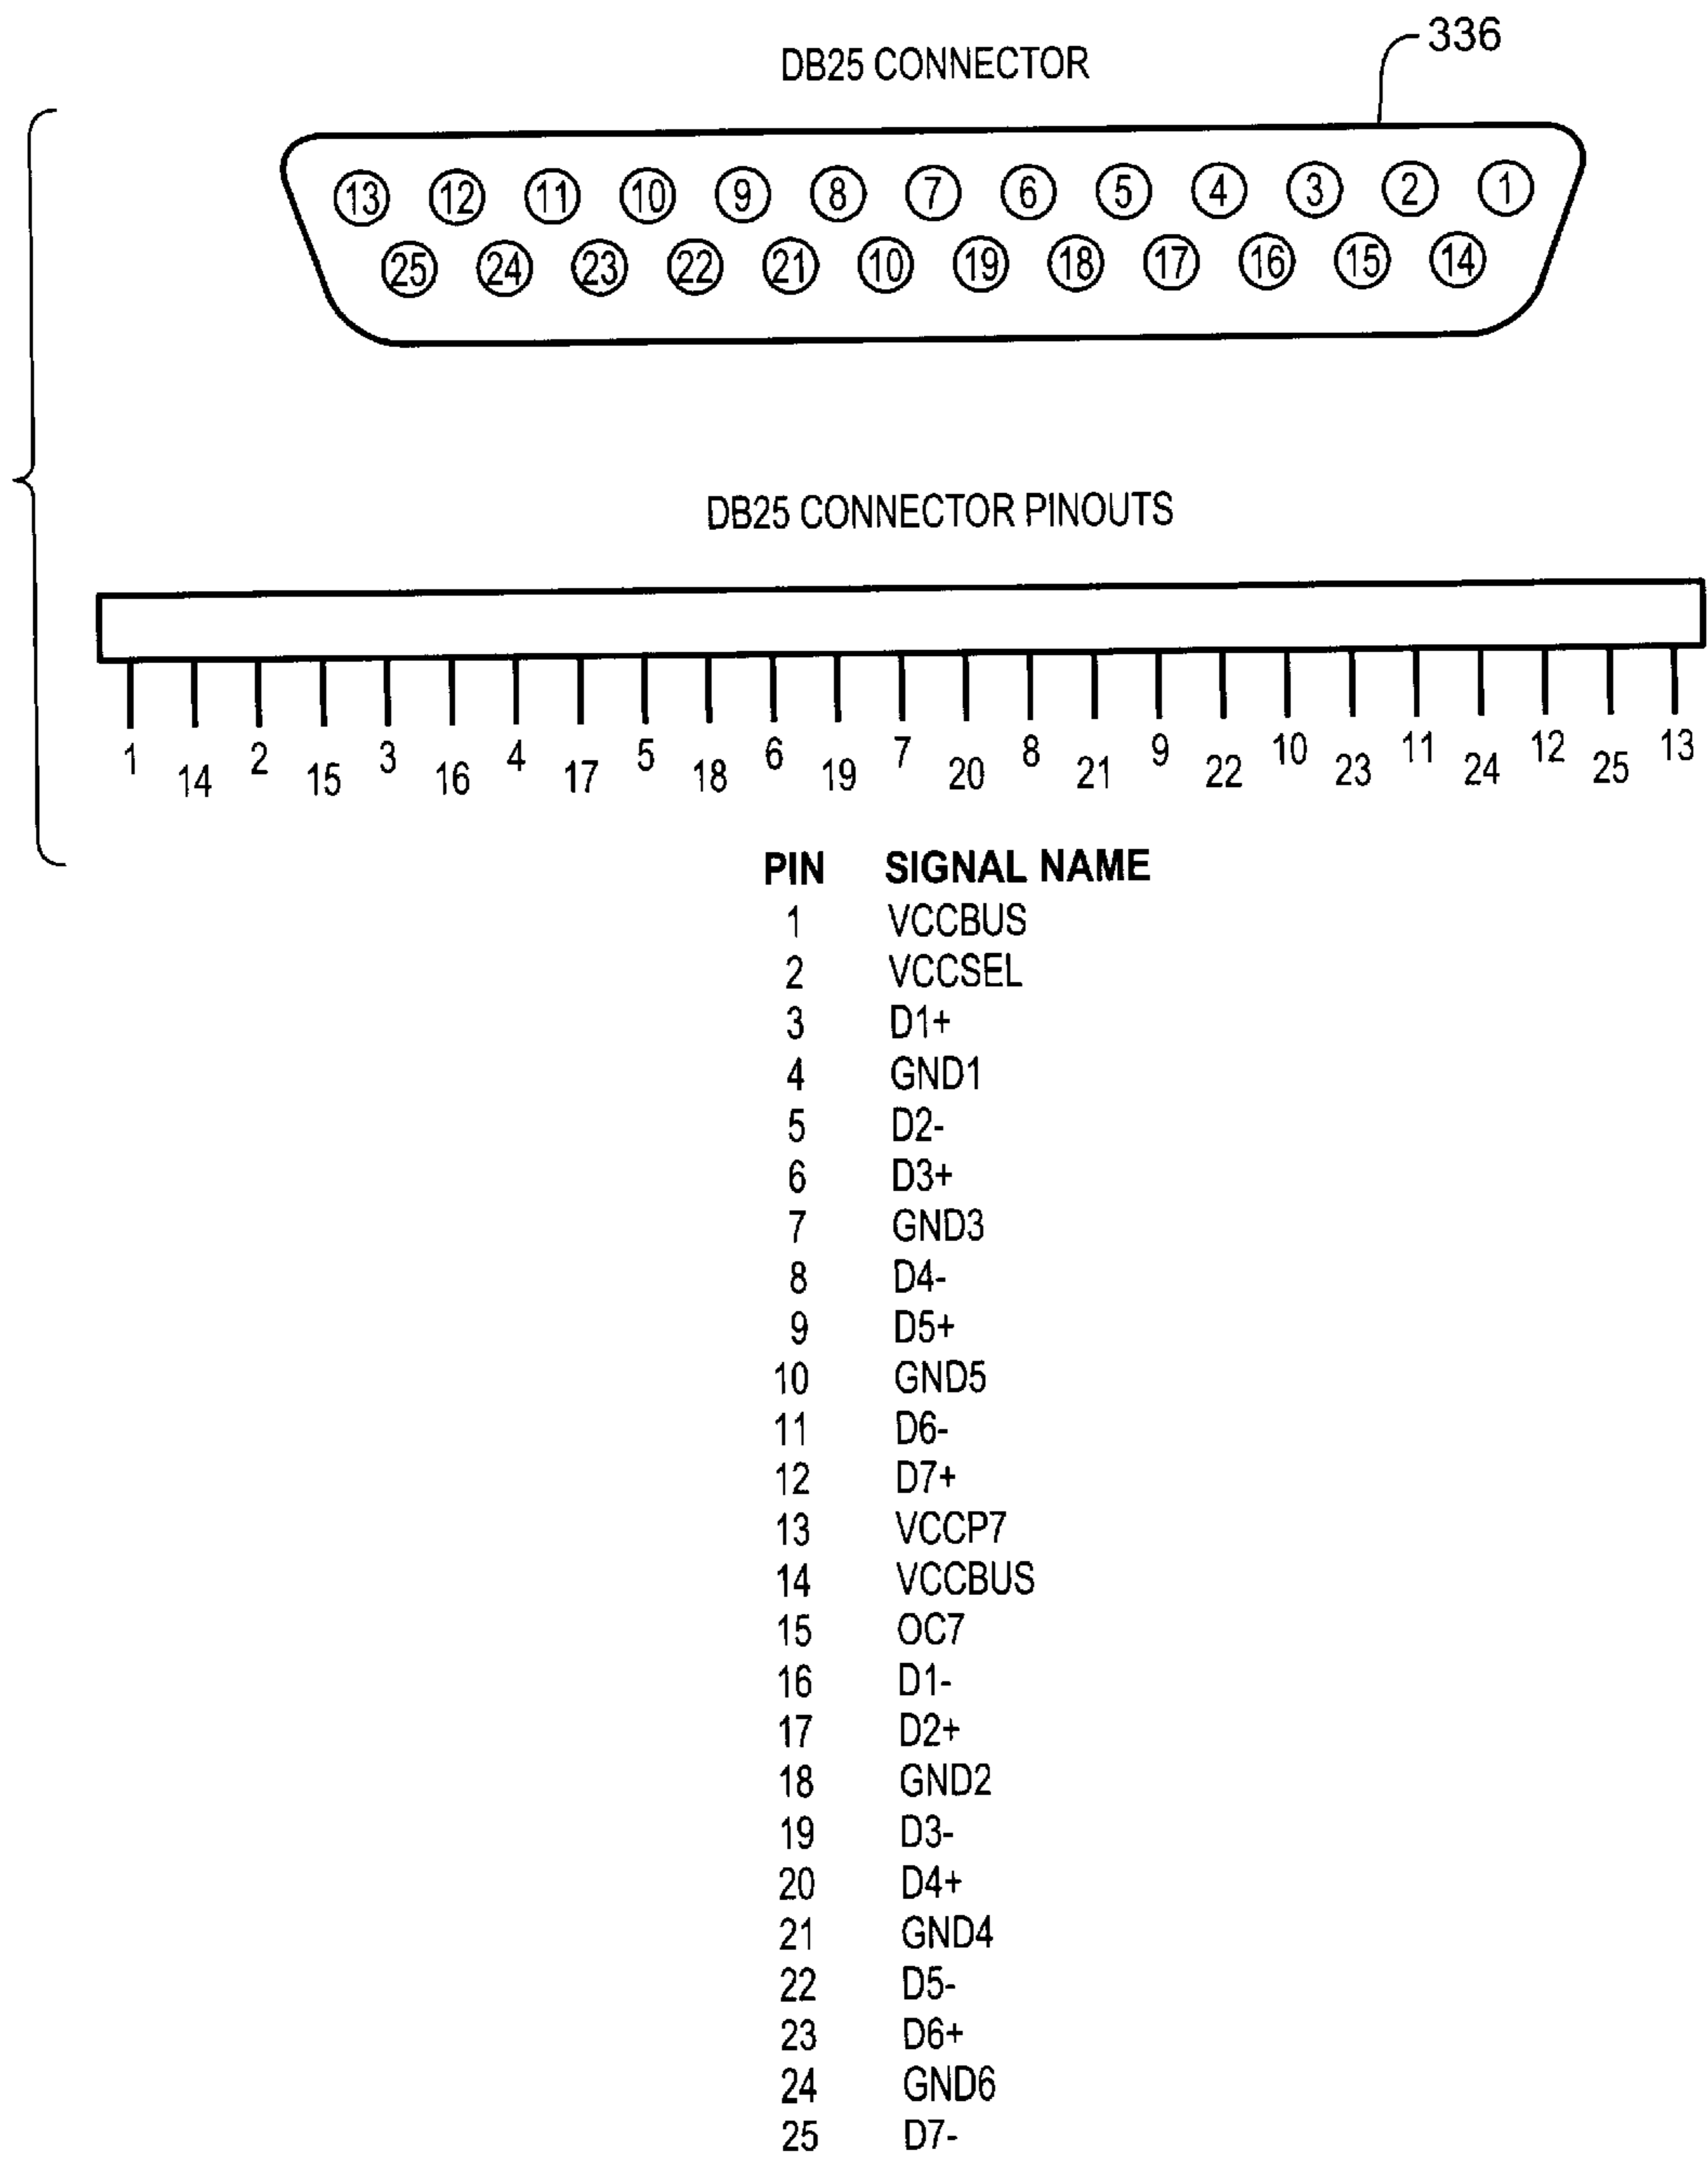 336
DB25 CONNECTOR
13 12 11 10 9 8 7 6 5 4 3 2 1
25 24 23 22 21 10 19 18 17 16 15 14
DB25 CONNECTOR PINOUTS
1 14 2 15 3 16 4 17 5 18 6 19 7 20 8 21 9 22 10 23 11 24 12 25 13
PIN SIGNAL NAME
1 VCCBUS
2 VCCSEL
3 D1+
4 GND1
5 D2-
6 D3+
7 GND3
8 D4-
9 D5+
10 GND5
11 D6-
12 D7+
13 VCCP7
14 VCCBUS
15 OC7
16 D1-
17 D2+
18 GND2
19 D3-
20 D4+
21 GND4
22 D5-
23 D6+
24 GND6
25 D7-